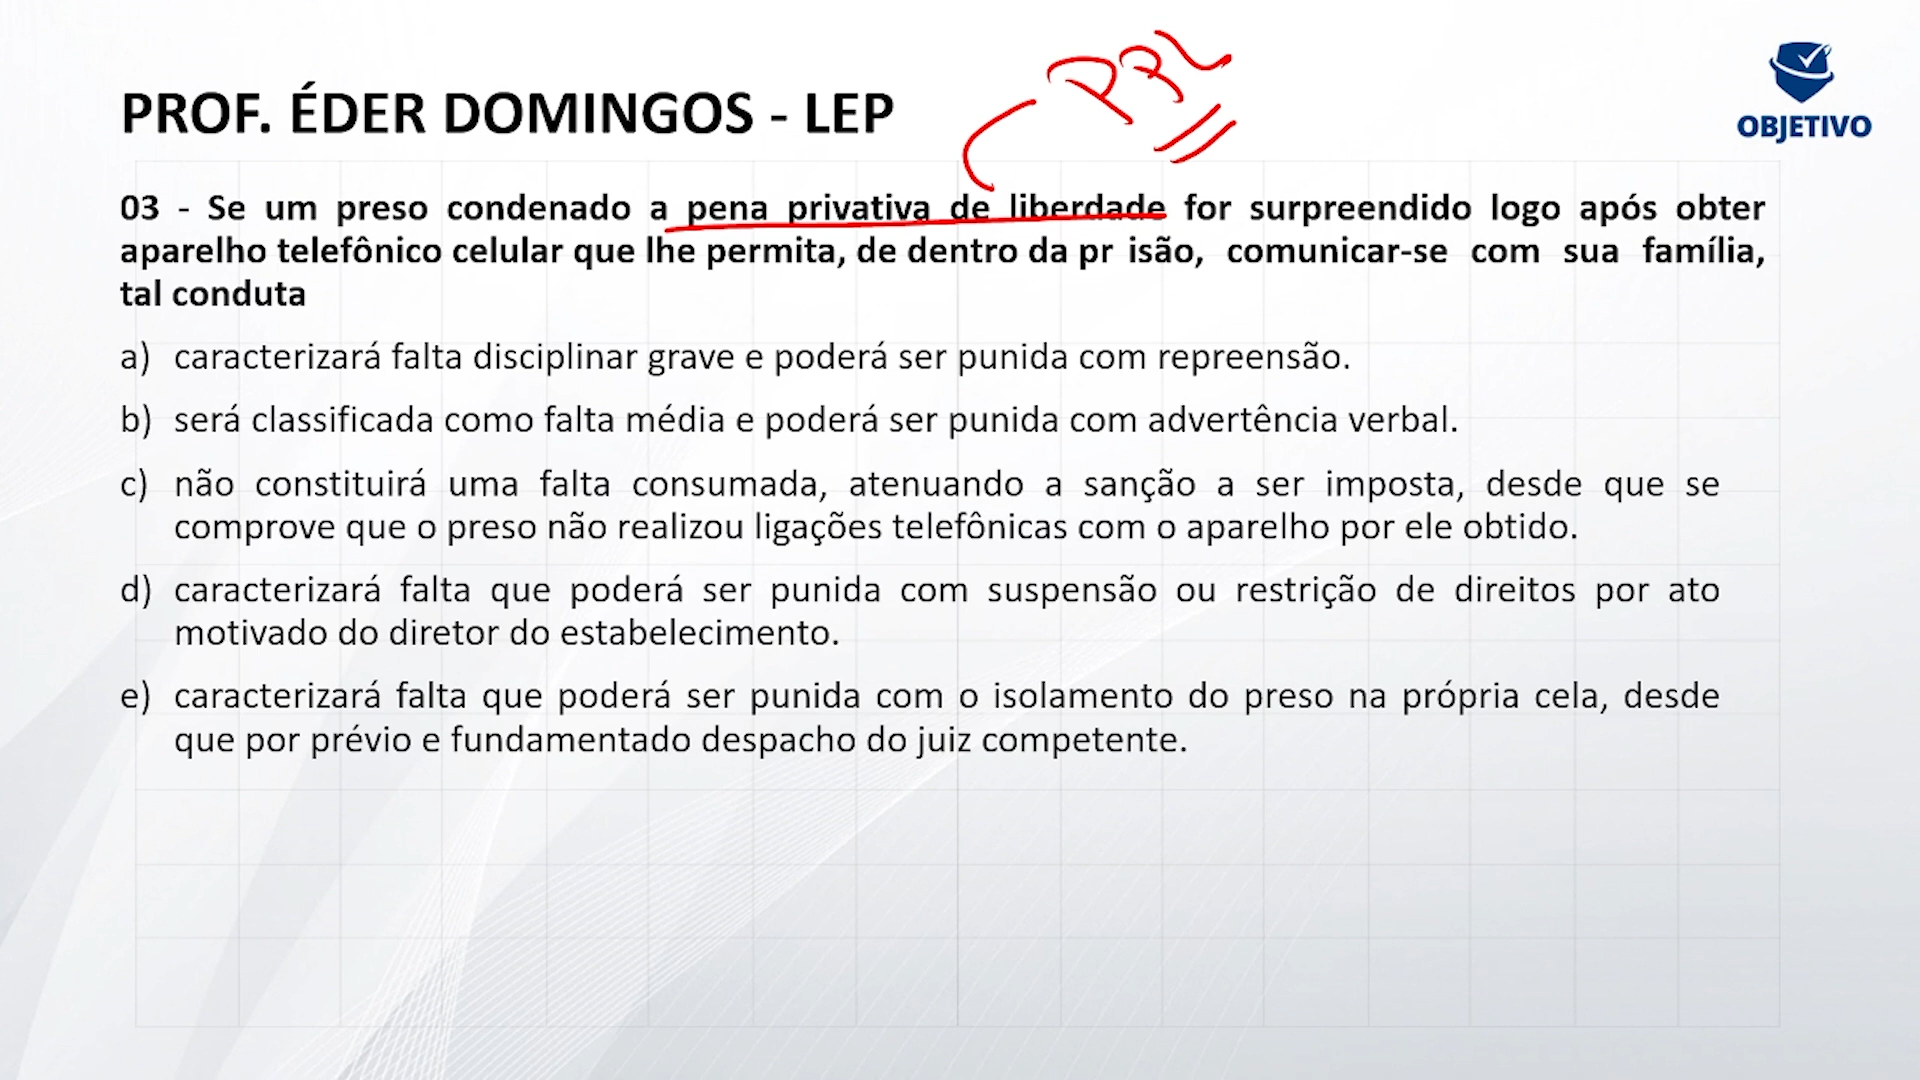 PPL
PROF. ÉDER DOMINGOS - LEP
OBJETIVO
03 - Se um preso condenado a pena privativa de liberdade for surpreendido logo após obter
aparelho telefônico celular que lhe permita, de dentro da pr isão, comunicar-se com sua família,
tal conduta
a) caracterizará falta disciplinar grave e poderá ser punida com repreensão.
b) será classificada como falta média e poderá ser punida com advertência verbal.
c) não constituirá uma falta consumada, atenuando a sanção a ser imposta, desde que se
comprove que o preso não realizou ligações telefônicas com o aparelho por ele obtido.
d) caracterizará falta que poderá ser punida com suspensão ou restrição de direitos por ato
motivado do diretor do estabelecimento.
e) caracterizará falta que poderá ser punida com o isolamento do preso na própria cela, desde
que por prévio e fundamentado despacho do juiz competente.